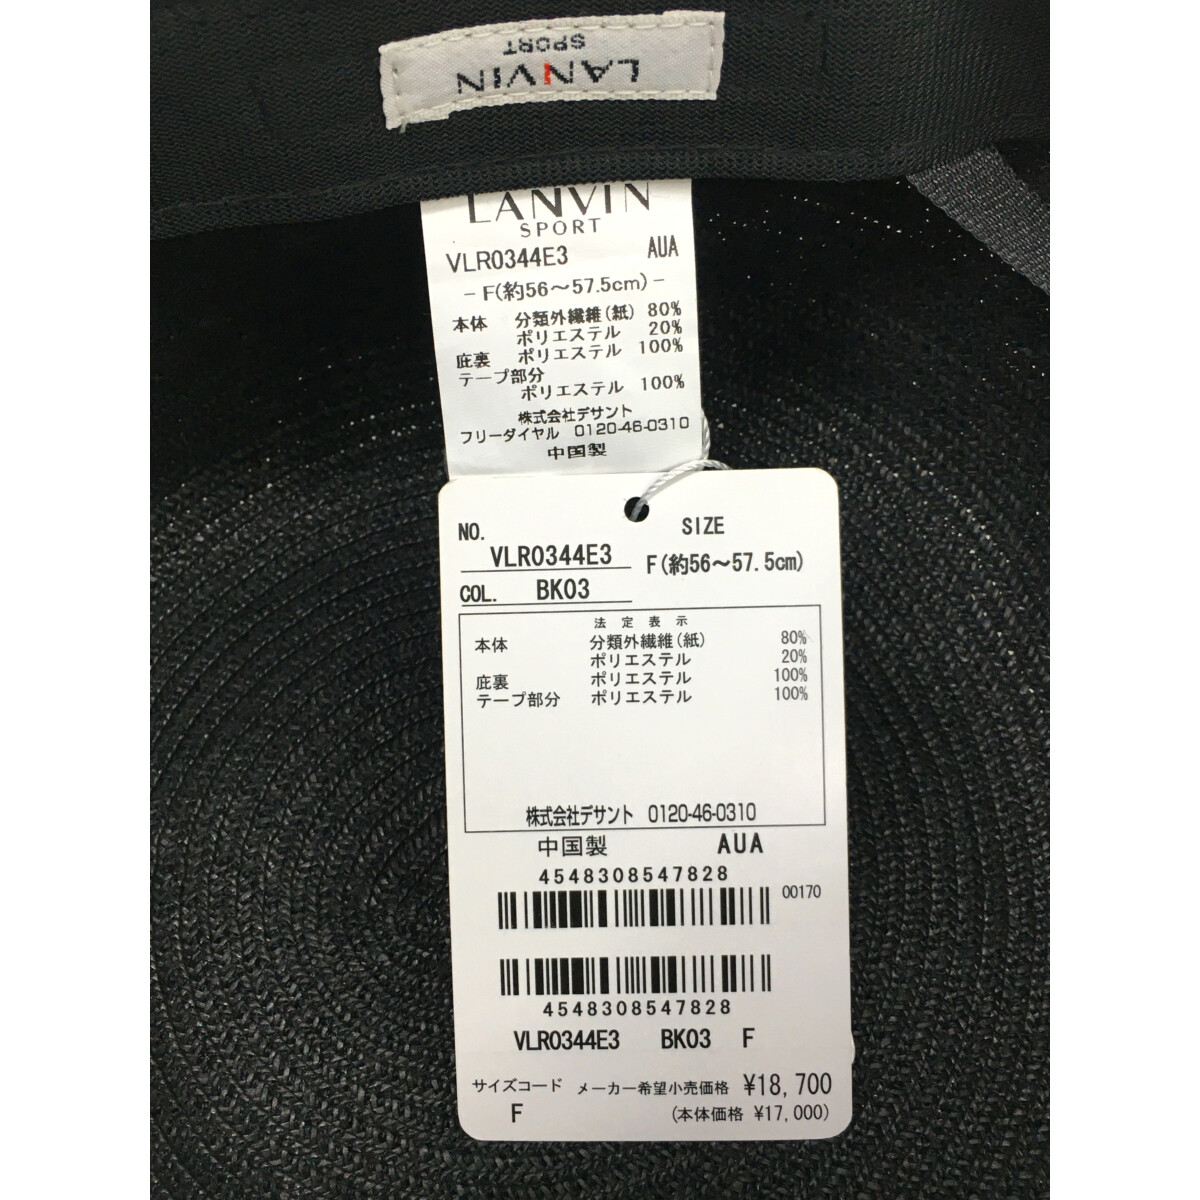 LANVIN
SPORT
LANVIN
SPORT
VLR0344E3 AUA
- F(約56～57.5cm) -
本体 分類外繊維(紙) 80%
ポリエステル 20%
庇裏 ポリエステル 100%
テープ部分
ポリエステル 100%
株式会社デサント
フリーダイヤル 0120-46-0310
中国製
NO. SIZE
VLR0344E3 F(約56～57.5cm)
COL. BK03
法定表示
本体 分類外繊維(紙) 80%
ポリエステル 20%
庇裏 ポリエステル 100%
テープ部分 ポリエステル 100%
株式会社デサント 0120-46-0310
中国製 AUA
4548308547828
00170
4548308547828
VLR0344E3 BK03 F
サイズコード メーカー希望小売価格 ¥18,700
F (本体価格 ¥17,000)